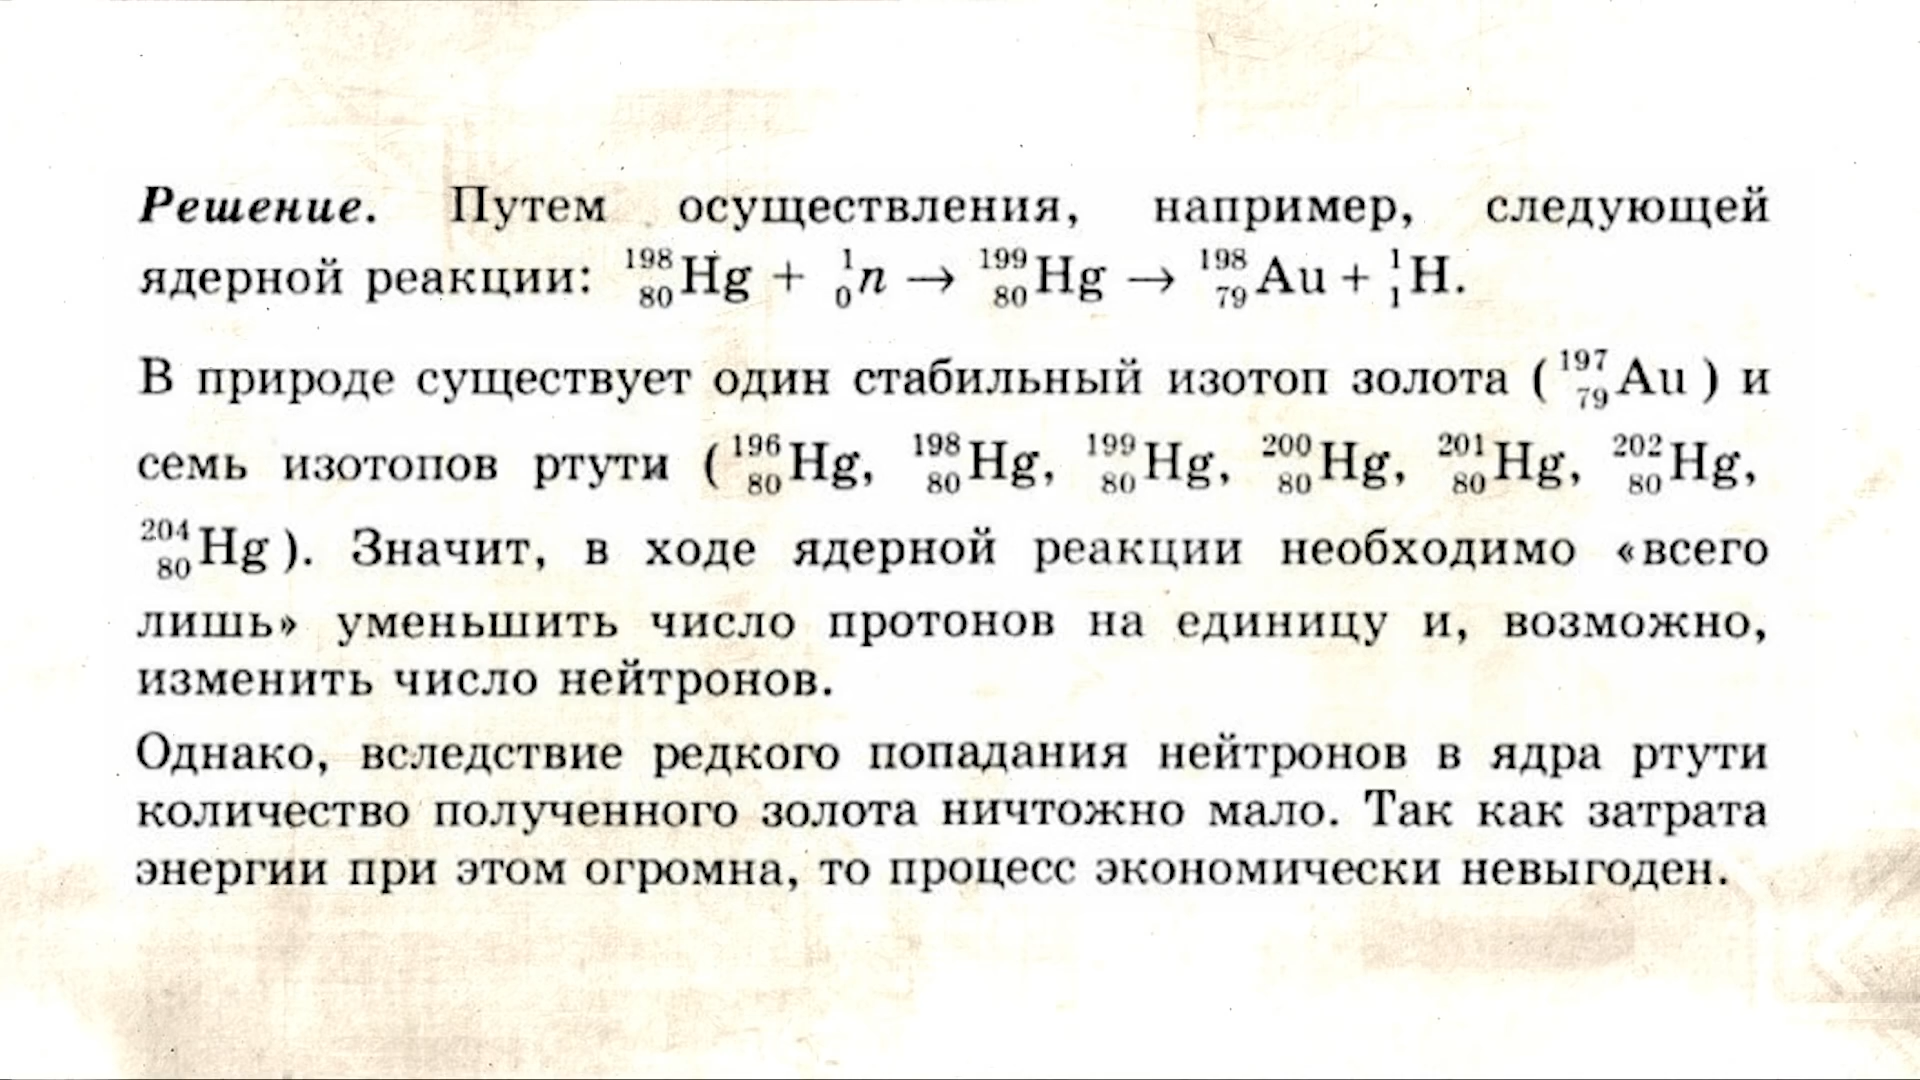 Решение. Путем осуществления, например, следующей
ядерной реакции: ¹⁹⁸₈₀Hg + ¹₀n → ¹⁹⁹₈₀Hg → ¹⁹⁸₇₉Au + ¹₁H.
В природе существует один стабильный изотоп золота (¹⁹⁷₇₉Au) и
семь изотопов ртути (¹⁹⁶₈₀Hg, ¹⁹⁸₈₀Hg, ¹⁹⁹₈₀Hg, ²⁰⁰₈₀Hg, ²⁰¹₈₀Hg, ²⁰²₈₀Hg,
²⁰⁴₈₀Hg). Значит, в ходе ядерной реакции необходимо «всего
лишь» уменьшить число протонов на единицу и, возможно,
изменить число нейтронов.
Однако, вследствие редкого попадания нейтронов в ядра ртути
количество полученного золота ничтожно мало. Так как затрата
энергии при этом огромна, то процесс экономически невыгоден.